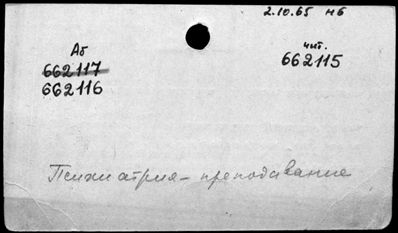 2.10.65 нб
Аб
662117
662116
чит.
662115
Психиатрия – преподавание